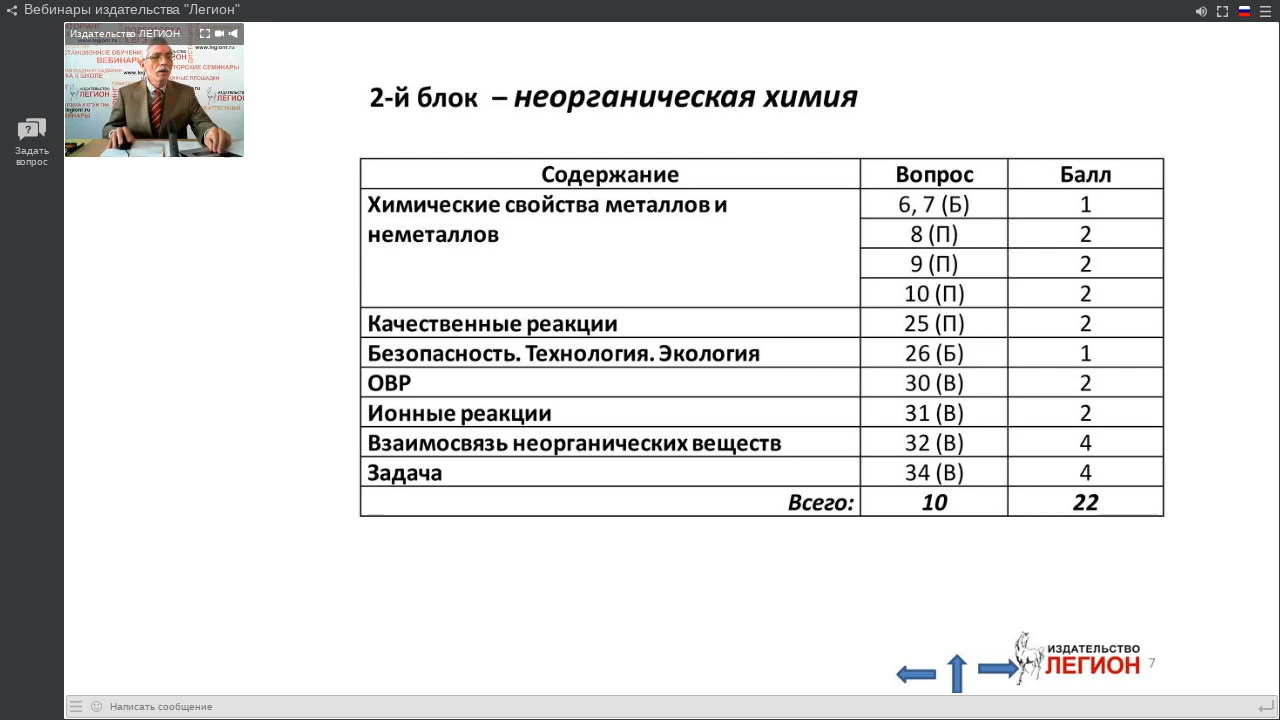 Вебинары издательства "Легион"
Издательство ЛЕГИОН
Задать
вопрос
2-й блок – неорганическая химия
Содержание Вопрос Балл
Химические свойства металлов и
неметаллов
6, 7 (Б) 1
8 (П) 2
9 (П) 2
10 (П) 2
Качественные реакции 25 (П) 2
Безопасность. Технология. Экология 26 (Б) 1
ОВР 30 (В) 2
Ионные реакции 31 (В) 2
Взаимосвязь неорганических веществ 32 (В) 4
Задача 34 (В) 4
Всего: 10 22
ИЗДАТЕЛЬСТВО
ЛЕГИОН
7
Написать сообщение